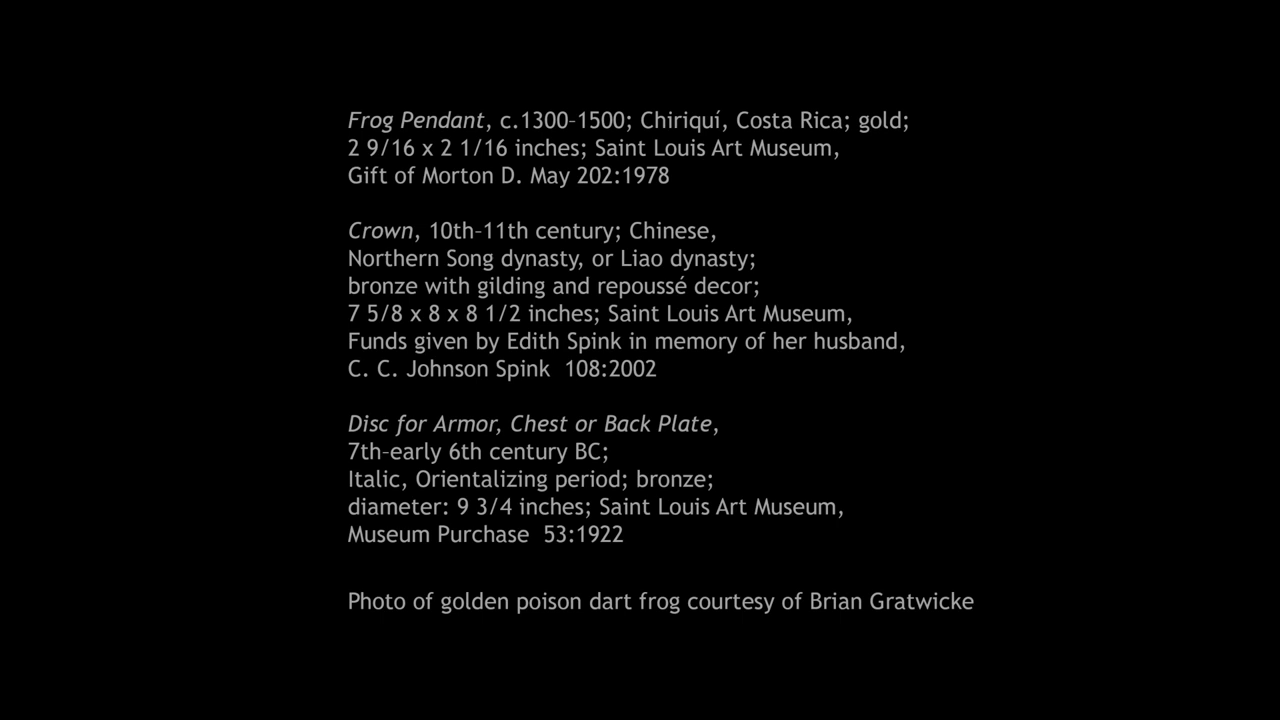 Frog Pendant, c.1300–1500; Chiriquí, Costa Rica; gold;
2 9/16 x 2 1/16 inches; Saint Louis Art Museum,
Gift of Morton D. May 202:1978
Crown, 10th–11th century; Chinese,
Northern Song dynasty, or Liao dynasty;
bronze with gilding and repoussé decor;
7 5/8 x 8 x 8 1/2 inches; Saint Louis Art Museum,
Funds given by Edith Spink in memory of her husband,
C. C. Johnson Spink  108:2002
Disc for Armor, Chest or Back Plate,
7th–early 6th century BC;
Italic, Orientalizing period; bronze;
diameter: 9 3/4 inches; Saint Louis Art Museum,
Museum Purchase  53:1922
Photo of golden poison dart frog courtesy of Brian Gratwicke